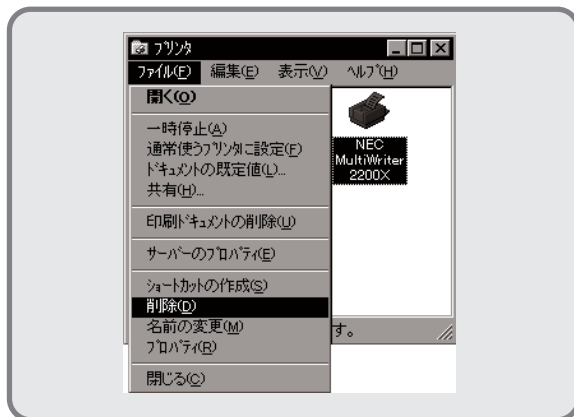 プリンタ
ファイル(F) 編集(E) 表示(V) ヘルプ(H)
開く(O)
一時停止(A)
通常使うプリンタに設定(F)
ドキュメントの既定値(L)...
共有(H)...
印刷ドキュメントの削除(U)
サーバーのプロパティ(E)
ショートカットの作成(S)
削除(D)
名前の変更(M)
プロパティ(R)
閉じる(C)
NEC
MultiWriter
2200X
す。